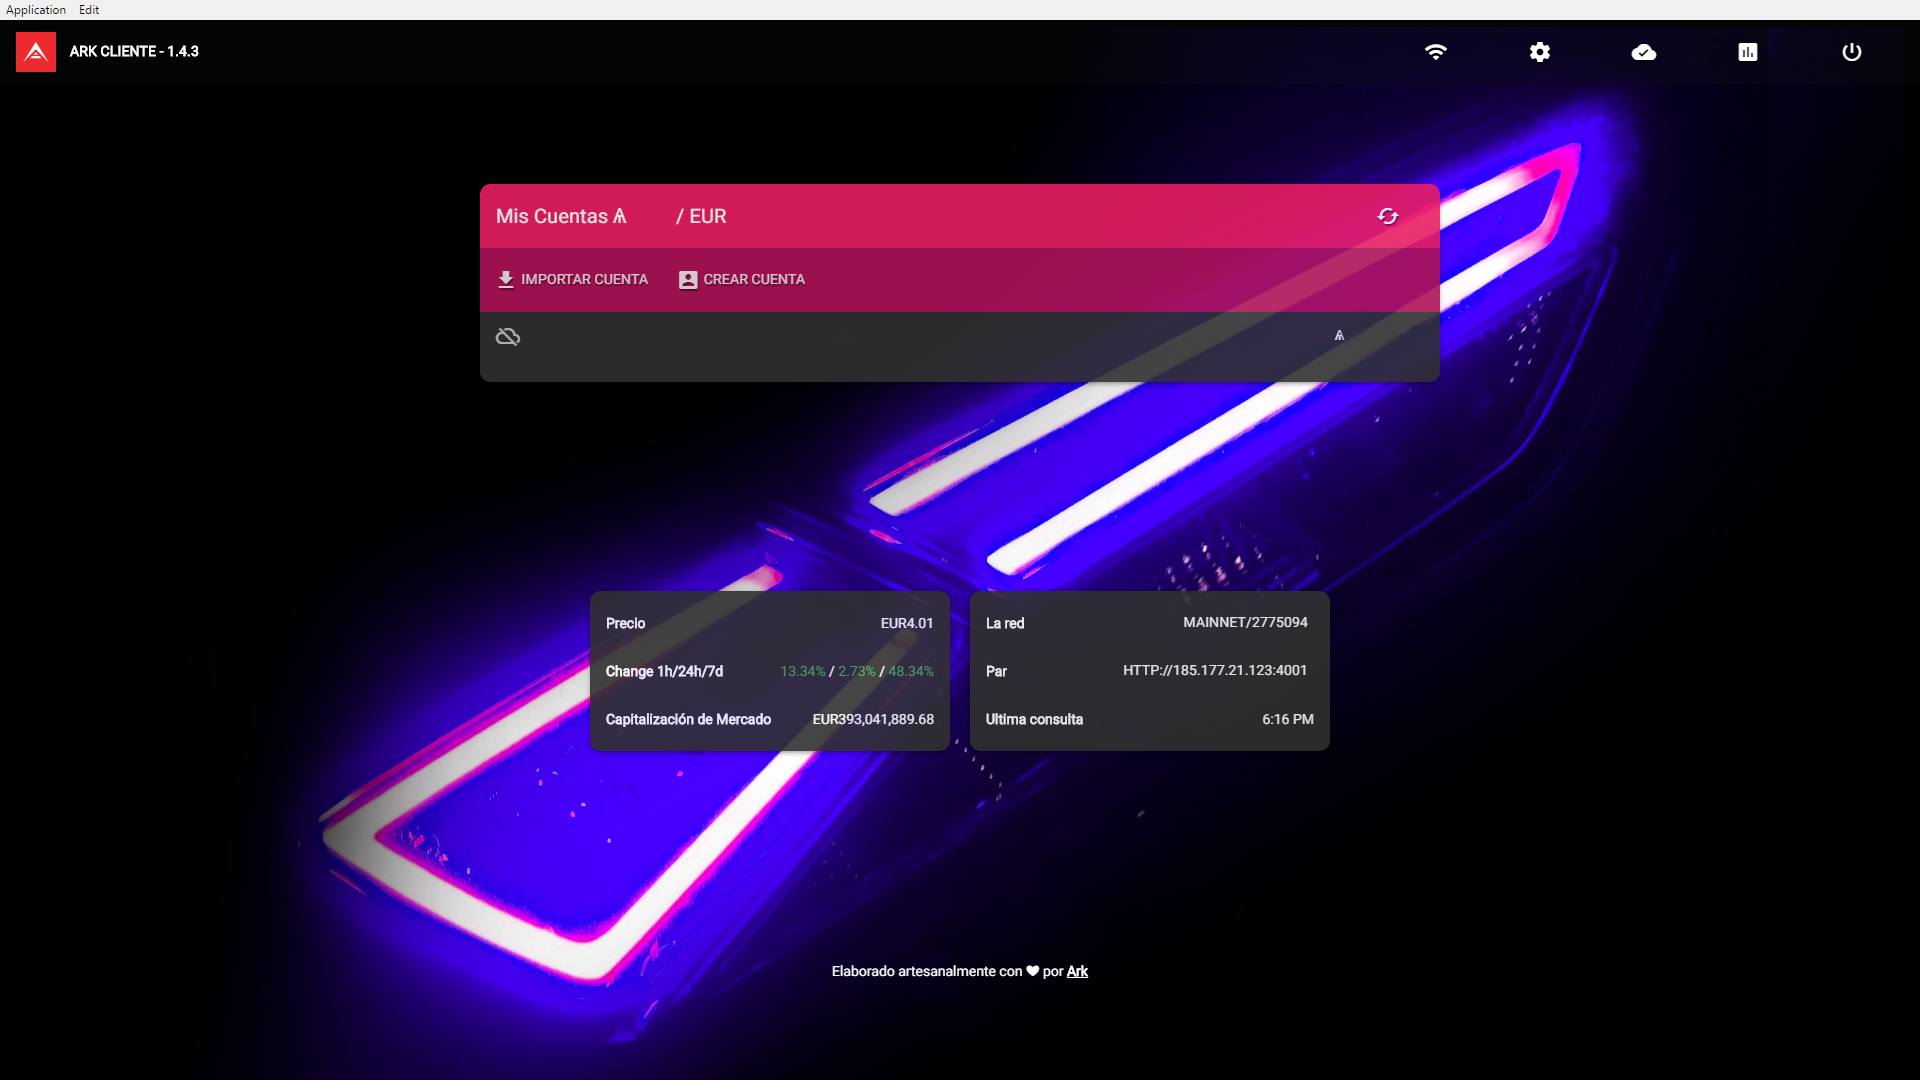 Application Edit
ARK CLIENTE - 1.4.3
Mis Cuentas Ѧ / EUR
IMPORTAR CUENTA CREAR CUENTA
Ѧ
Precio EUR4.01
Change 1h/24h/7d 13.34% / 2.73% / 48.34%
Capitalización de Mercado EUR393,041,889.68
La red MAINNET/2775094
Par HTTP://185.177.21.123:4001
Ultima consulta 6:16 PM
Elaborado artesanalmente con ♥ por Ark